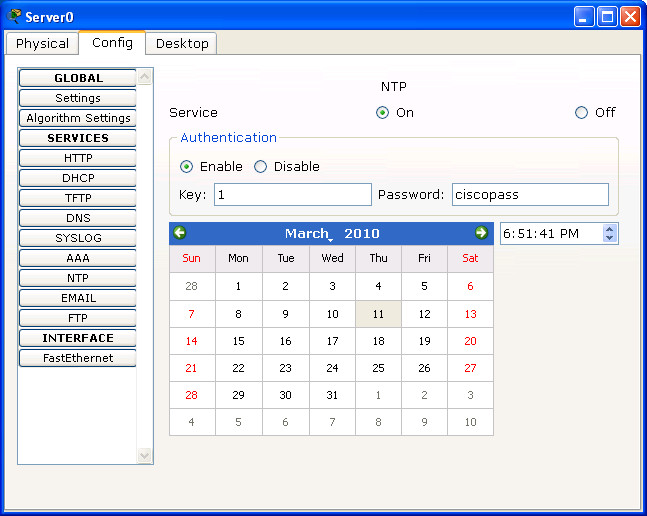 Server0
Physical Config Desktop
GLOBAL
Settings
Algorithm Settings
SERVICES
HTTP
DHCP
TFTP
DNS
SYSLOG
AAA
NTP
EMAIL
FTP
INTERFACE
FastEthernet
NTP
Service On Off
Authentication
Enable Disable
Key: 1 Password: ciscopass
March 2010 6:51:41 PM
Sun Mon Tue Wed Thu Fri Sat
28 1 2 3 4 5 6
7 8 9 10 11 12 13
14 15 16 17 18 19 20
21 22 23 24 25 26 27
28 29 30 31 1 2 3
4 5 6 7 8 9 10